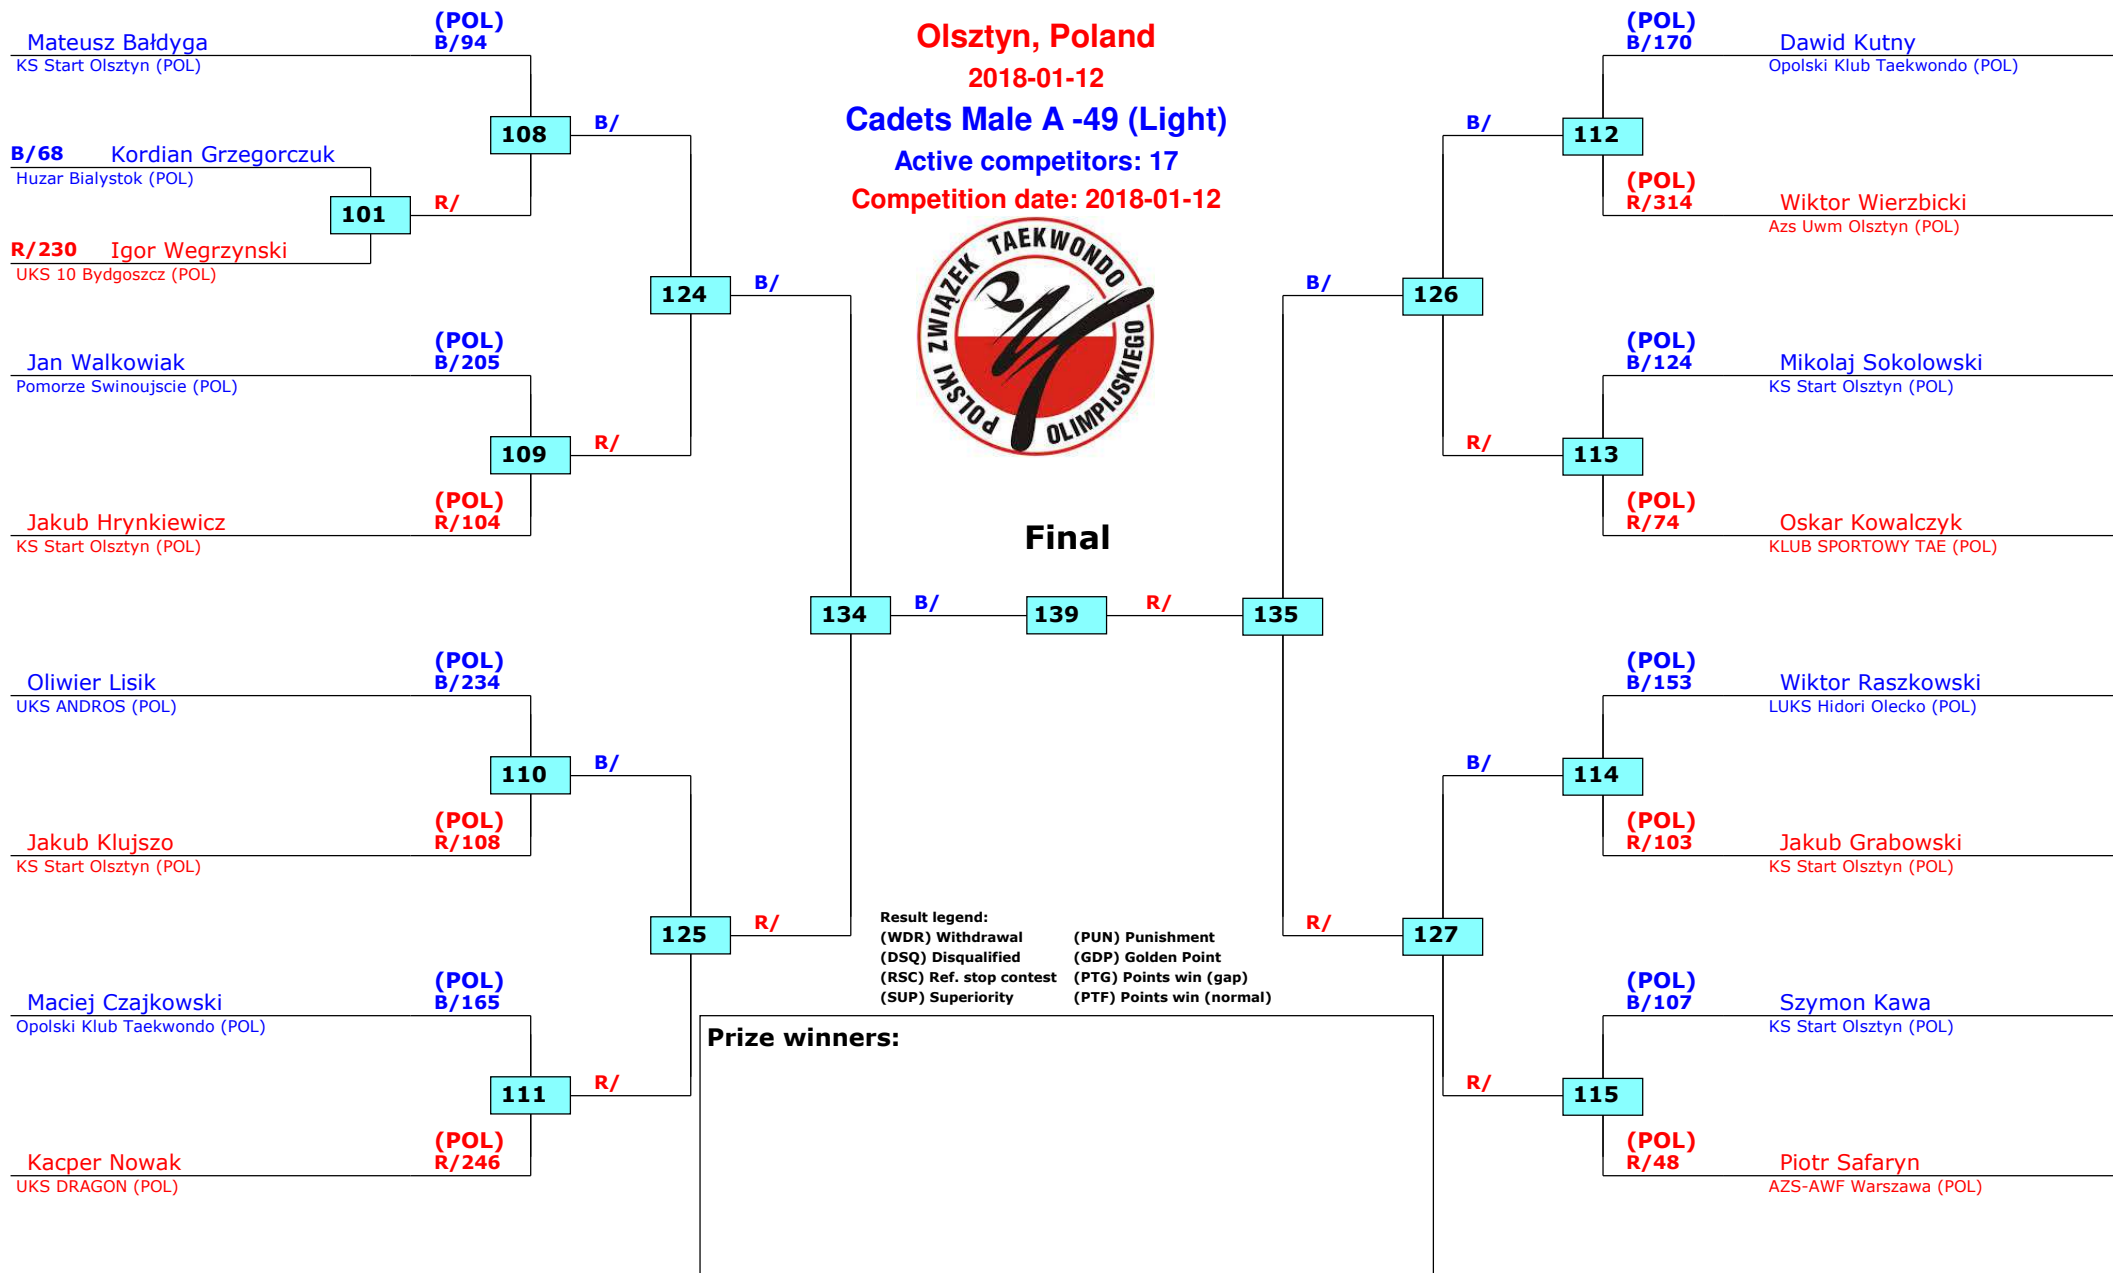 Olsztyn, Poland
2018-01-12
Cadets Male A -49 (Light)
Active competitors: 17
Competition date: 2018-01-12
POLSKI ZWIĄZEK TAEKWONDO OLIMPIJSKIEGO
(POL)
Mateusz Bałdyga B/94
KS Start Olsztyn (POL)
108
B/
B/68 Kordian Grzegorczuk
Huzar Bialystok (POL)
101
R/
R/230 Igor Wegrzynski
UKS 10 Bydgoszcz (POL)
124
B/
(POL)
Jan Walkowiak B/205
Pomorze Swinoujscie (POL)
109
R/
(POL)
Jakub Hrynkiewicz R/104
KS Start Olsztyn (POL)
(POL)
Oliwier Lisik B/234
UKS ANDROS (POL)
110
B/
(POL)
Jakub Klujszo R/108
KS Start Olsztyn (POL)
125
R/
(POL)
Maciej Czajkowski B/165
Opolski Klub Taekwondo (POL)
111
R/
(POL)
Kacper Nowak R/246
UKS DRAGON (POL)
Final
134 B/ 139 R/ 135
(POL)
B/170 Dawid Kutny
Opolski Klub Taekwondo (POL)
B/
112
(POL)
R/314 Wiktor Wierzbicki
Azs Uwm Olsztyn (POL)
B/
126
(POL)
B/124 Mikolaj Sokolowski
KS Start Olsztyn (POL)
R/
113
(POL)
R/74 Oskar Kowalczyk
KLUB SPORTOWY TAE (POL)
(POL)
B/153 Wiktor Raszkowski
LUKS Hidori Olecko (POL)
B/
114
(POL)
R/103 Jakub Grabowski
KS Start Olsztyn (POL)
R/
127
(POL)
B/107 Szymon Kawa
KS Start Olsztyn (POL)
R/
115
(POL)
R/48 Piotr Safaryn
AZS-AWF Warszawa (POL)
Result legend:
(WDR) Withdrawal (PUN) Punishment
(DSQ) Disqualified (GDP) Golden Point
(RSC) Ref. stop contest (PTG) Points win (gap)
(SUP) Superiority (PTF) Points win (normal)
Prize winners: